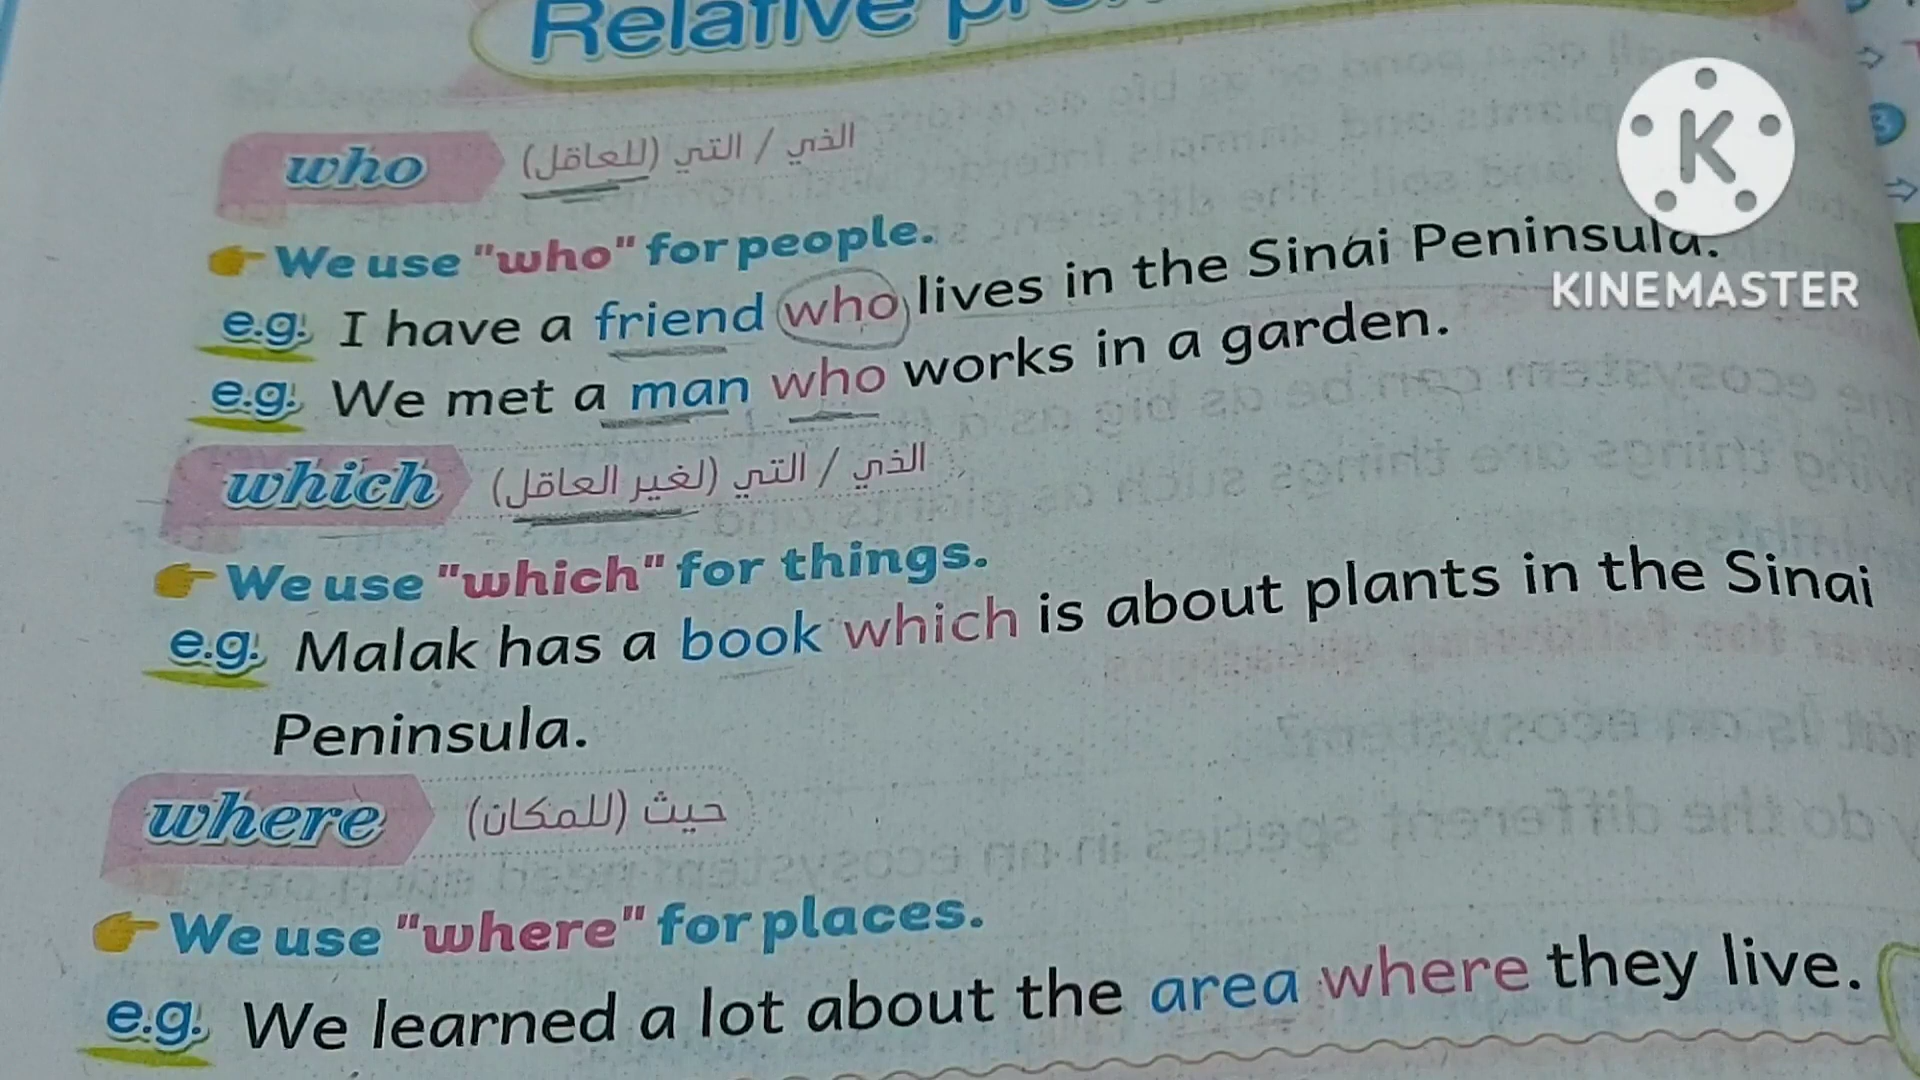 Relative
who الذي / التي (للعاقل)
We use "who" for people.
e.g. I have a friend who lives in the Sinai Peninsula.
e.g. We met a man who works in a garden.
which الذي / التي (لغير العاقل)
We use "which" for things.
e.g. Malak has a book which is about plants in the Sinai
Peninsula.
where حيث (للمكان)
We use "where" for places.
e.g. We learned a lot about the area where they live.
K
KINEMASTER
3